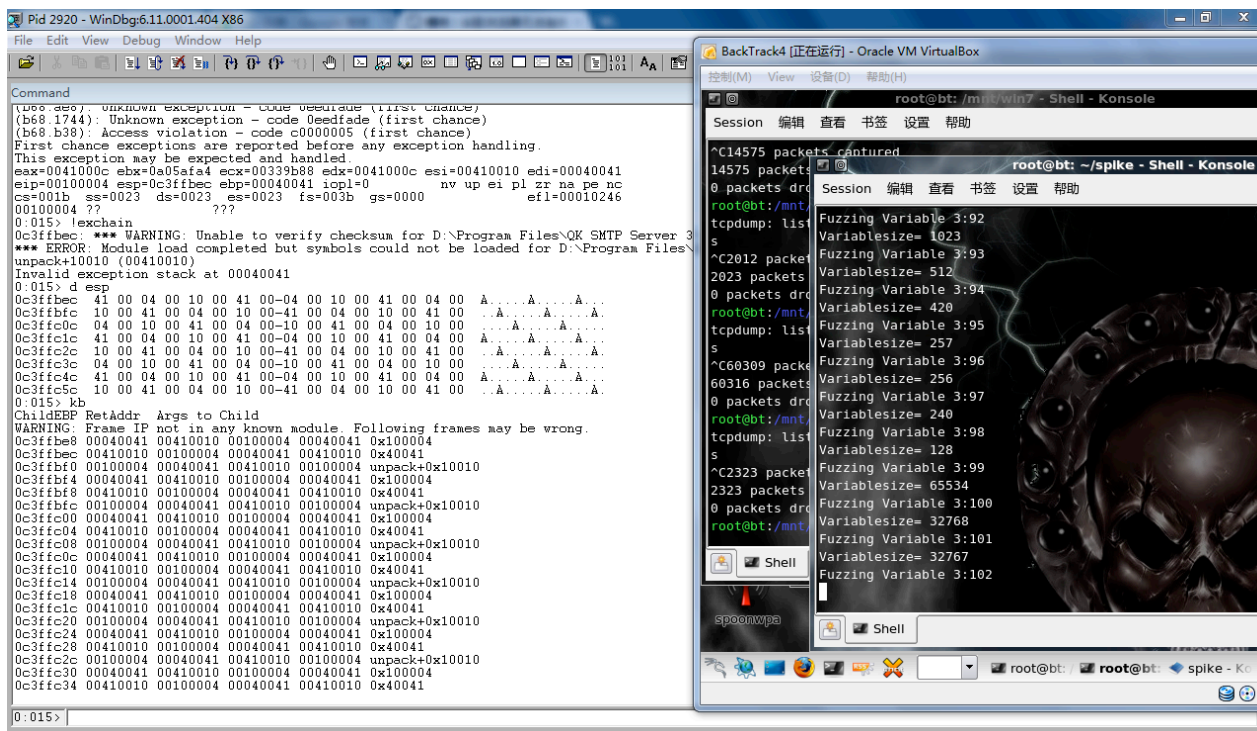 Pid 2920 - WinDbg:6.11.0001.404 X86
File Edit View Debug Window Help
Command
(b68.ae8): Unknown exception - code 0eedfade (first chance)
(b68.1744): Unknown exception - code 0eedfade (first chance)
(b68.b38): Access violation - code c0000005 (first chance)
First chance exceptions are reported before any exception handling.
This exception may be expected and handled.
eax=0041000c ebx=0a05afa4 ecx=00339b88 edx=0041000c esi=00410010 edi=00040041
eip=00100004 esp=0c3ffbec ebp=00040041 iopl=0 nv up ei pl zr na pe nc
cs=001b ss=0023 ds=0023 es=0023 fs=003b gs=0000 efl=00010246
00100004 ?? ???
0:015> !exchain
0c3ffbec: *** WARNING: Unable to verify checksum for D:\Program Files\QK SMTP Server 3
*** ERROR: Module load completed but symbols could not be loaded for D:\Program Files\
unpack+10010 (00410010)
Invalid exception stack at 00040041
0:015> d esp
0c3ffbec 41 00 04 00 10 00 41 00-04 00 10 00 41 00 04 00 A.....A.....A...
0c3ffbfc 10 00 41 00 04 00 10 00-41 00 04 00 10 00 41 00 ..A.....A.....A.
0c3ffc0c 04 00 10 00 41 00 04 00-10 00 41 00 04 00 10 00 ....A.....A.....
0c3ffc1c 41 00 04 00 10 00 41 00-04 00 10 00 41 00 04 00 A.....A.....A...
0c3ffc2c 10 00 41 00 04 00 10 00-41 00 04 00 10 00 41 00 ..A.....A.....A.
0c3ffc3c 04 00 10 00 41 00 04 00-10 00 41 00 04 00 10 00 ....A.....A.....
0c3ffc4c 41 00 04 00 10 00 41 00-04 00 10 00 41 00 04 00 A.....A.....A...
0c3ffc5c 10 00 41 00 04 00 10 00-41 00 04 00 10 00 41 00 ..A.....A.....A.
0:015> kb
ChildEBP RetAddr Args to Child
WARNING: Frame IP not in any known module. Following frames may be wrong.
0c3ffbe8 00040041 00410010 00100004 00040041 0x100004
0c3ffbec 00410010 00100004 00040041 00410010 0x40041
0c3ffbf0 00100004 00040041 00410010 00100004 unpack+0x10010
0c3ffbf4 00040041 00410010 00100004 00040041 0x100004
0c3ffbf8 00410010 00100004 00040041 00410010 0x40041
0c3ffbfc 00100004 00040041 00410010 00100004 unpack+0x10010
0c3ffc00 00040041 00410010 00100004 00040041 0x100004
0c3ffc04 00410010 00100004 00040041 00410010 0x40041
0c3ffc08 00100004 00040041 00410010 00100004 unpack+0x10010
0c3ffc0c 00040041 00410010 00100004 00040041 0x100004
0c3ffc10 00410010 00100004 00040041 00410010 0x40041
0c3ffc14 00100004 00040041 00410010 00100004 unpack+0x10010
0c3ffc18 00040041 00410010 00100004 00040041 0x100004
0c3ffc1c 00410010 00100004 00040041 00410010 0x40041
0c3ffc20 00100004 00040041 00410010 00100004 unpack+0x10010
0c3ffc24 00040041 00410010 00100004 00040041 0x100004
0c3ffc28 00410010 00100004 00040041 00410010 0x40041
0c3ffc2c 00100004 00040041 00410010 00100004 unpack+0x10010
0c3ffc30 00040041 00410010 00100004 00040041 0x100004
0c3ffc34 00410010 00100004 00040041 00410010 0x40041
0:015>
BackTrack4 [正在运行] - Oracle VM VirtualBox
控制(M) View 设备(D) 帮助(H)
root@bt: /mnt/win7 - Shell - Konsole
Session 编辑 查看 书签 设置 帮助
^C14575 packets captured
14575 packets
0 packets dro
root@bt:/mnt/
tcpdump: list
s
^C2012 packet
2023 packets
0 packets dro
root@bt:/mnt/
tcpdump: list
s
^C60309 packe
60316 packets
0 packets dro
root@bt:/mnt/
tcpdump: list
s
^C2323 packet
2323 packets
0 packets dro
root@bt:/mnt/
Shell
root@bt: ~/spike - Shell - Konsole
Session 编辑 查看 书签 设置 帮助
Fuzzing Variable 3:92
Variablesize= 1023
Fuzzing Variable 3:93
Variablesize= 512
Fuzzing Variable 3:94
Variablesize= 420
Fuzzing Variable 3:95
Variablesize= 257
Fuzzing Variable 3:96
Variablesize= 256
Fuzzing Variable 3:97
Variablesize= 240
Fuzzing Variable 3:98
Variablesize= 128
Fuzzing Variable 3:99
Variablesize= 65534
Fuzzing Variable 3:100
Variablesize= 32768
Fuzzing Variable 3:101
Variablesize= 32767
Fuzzing Variable 3:102
Shell
spoonwpa
root@bt: / root@bt: spike - Ko